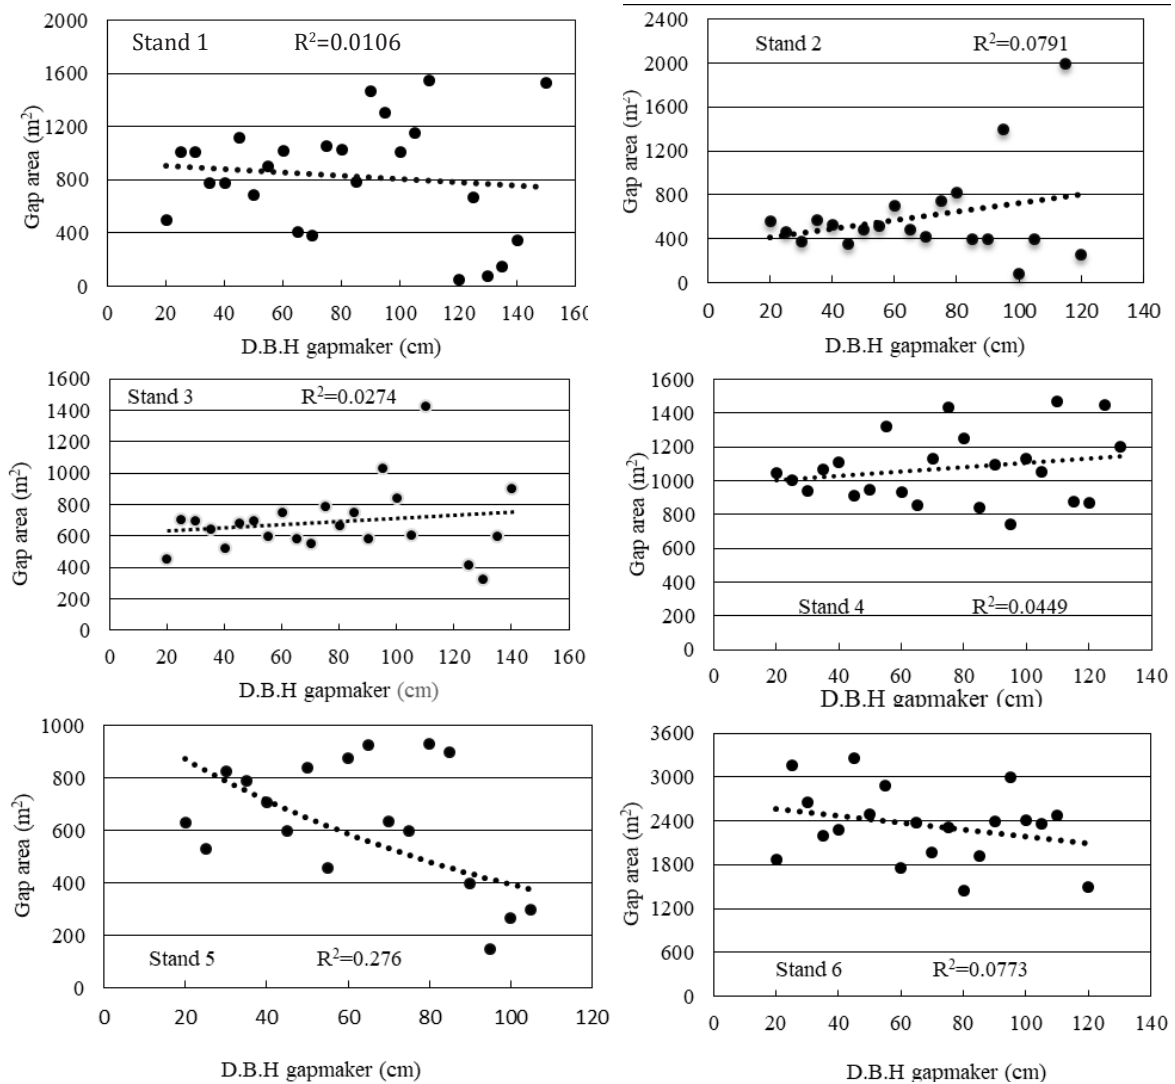 Stand 1 R²=0.0106
Gap area (m²)
2000
1600
1200
800
400
0
0 20 40 60 80 100 120 140 160
D.B.H gapmaker (cm)
Stand 2 R²=0.0791
Gap area (m²)
2400
2000
1600
1200
800
400
0
0 20 40 60 80 100 120 140
D.B.H gapmaker (cm)
Stand 3 R²=0.0274
Gap area (m²)
1600
1400
1200
1000
800
600
400
200
0
0 20 40 60 80 100 120 140 160
D.B.H gapmaker (cm)
Gap area (m²)
1600
1400
1200
1000
800
600
400
200
0
Stand 4 R²=0.0449
0 20 40 60 80 100 120 140
D.B.H gapmaker (cm)
Gap area (m²)
1000
800
600
400
200
0
Stand 5 R²=0.276
0 20 40 60 80 100 120
D.B.H gapmaker (cm)
Gap area (m²)
3600
3000
2400
1800
1200
600
0
Stand 6 R²=0.0773
0 20 40 60 80 100 120 140
D.B.H gapmaker (cm)